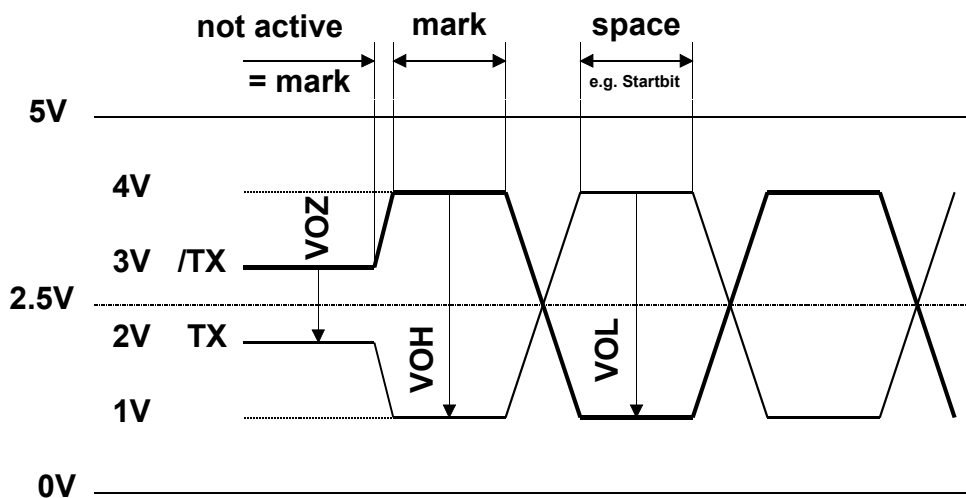 not active mark space
= mark e.g. Startbit
5V
4V
VOZ
3V /TX
2.5V
2V TX
VOH VOL
1V
0V